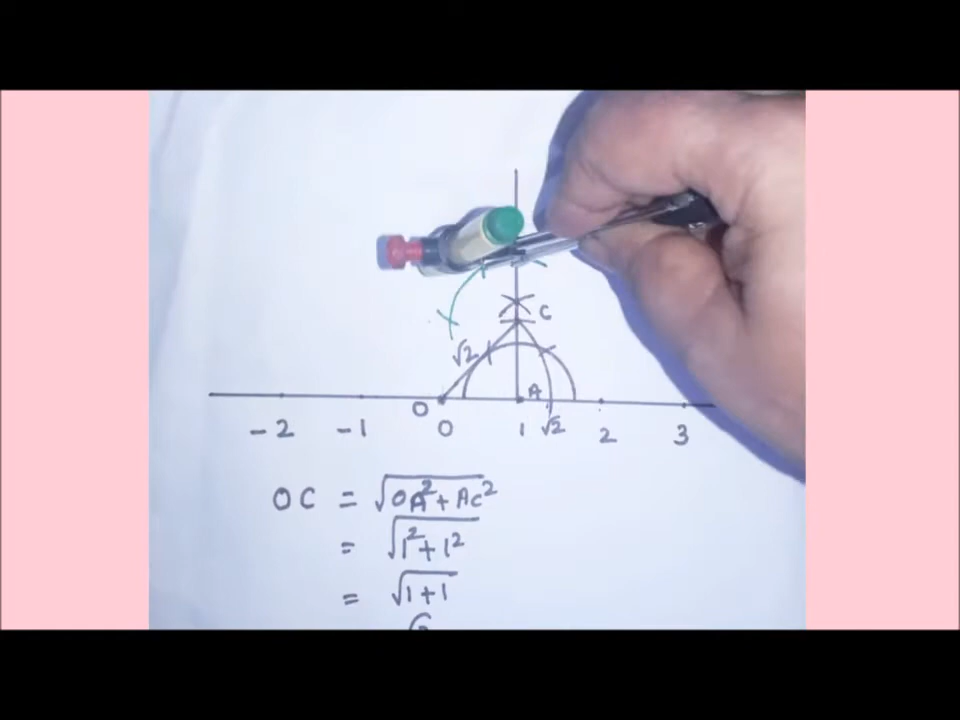 C
√2
A
O
-2 -1 0 1 √2 2 3
OC = √OA²+AC²
= √1²+1²
= √1+1